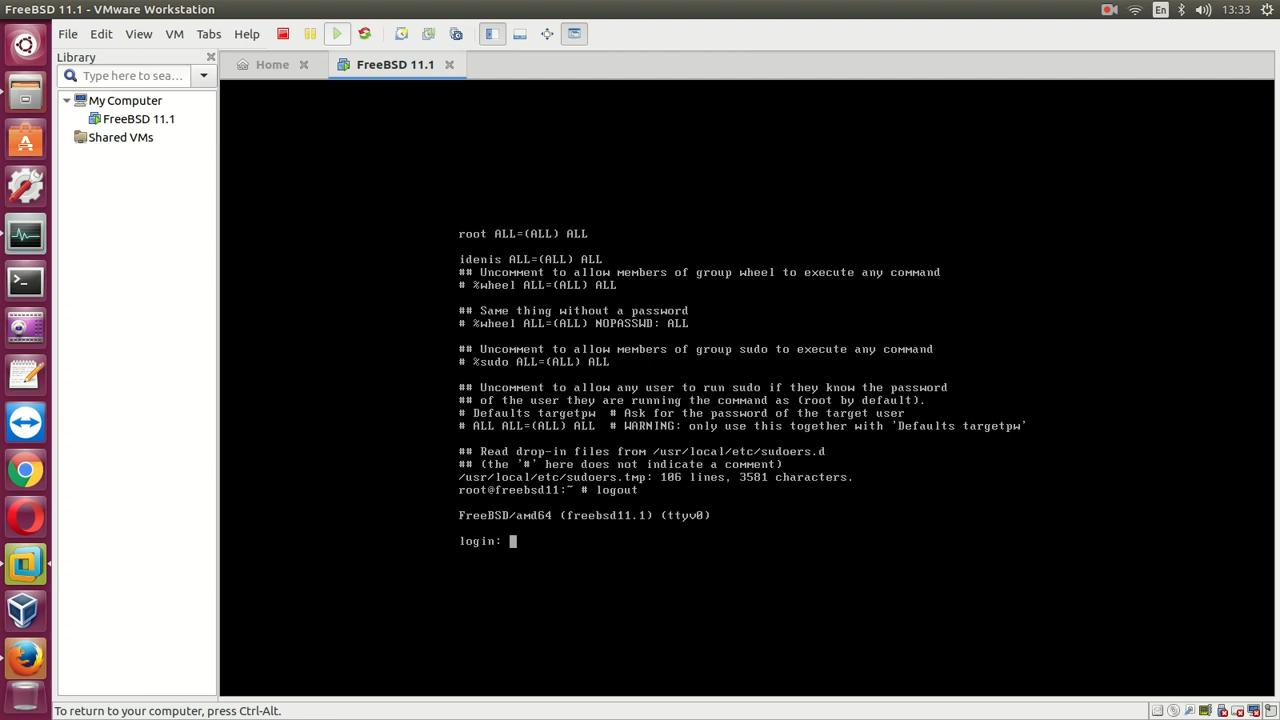 FreeBSD 11.1 - VMware Workstation
En
13:33
File Edit View VM Tabs Help
Library
Type here to sea...
Home
FreeBSD 11.1
My Computer
FreeBSD 11.1
Shared VMs
root ALL=(ALL) ALL
idenis ALL=(ALL) ALL
## Uncomment to allow members of group wheel to execute any command
# %wheel ALL=(ALL) ALL
## Same thing without a password
# %wheel ALL=(ALL) NOPASSWD: ALL
## Uncomment to allow members of group sudo to execute any command
# %sudo ALL=(ALL) ALL
## Uncomment to allow any user to run sudo if they know the password
## of the user they are running the command as (root by default).
# Defaults targetpw  # Ask for the password of the target user
# ALL ALL=(ALL) ALL  # WARNING: only use this together with 'Defaults targetpw'
## Read drop-in files from /usr/local/etc/sudoers.d
## (the '#' here does not indicate a comment)
/usr/local/etc/sudoers.tmp: 106 lines, 3581 characters.
root@freebsd11:~ # logout
FreeBSD/amd64 (freebsd11.1) (ttyv0)
login:
To return to your computer, press Ctrl-Alt.